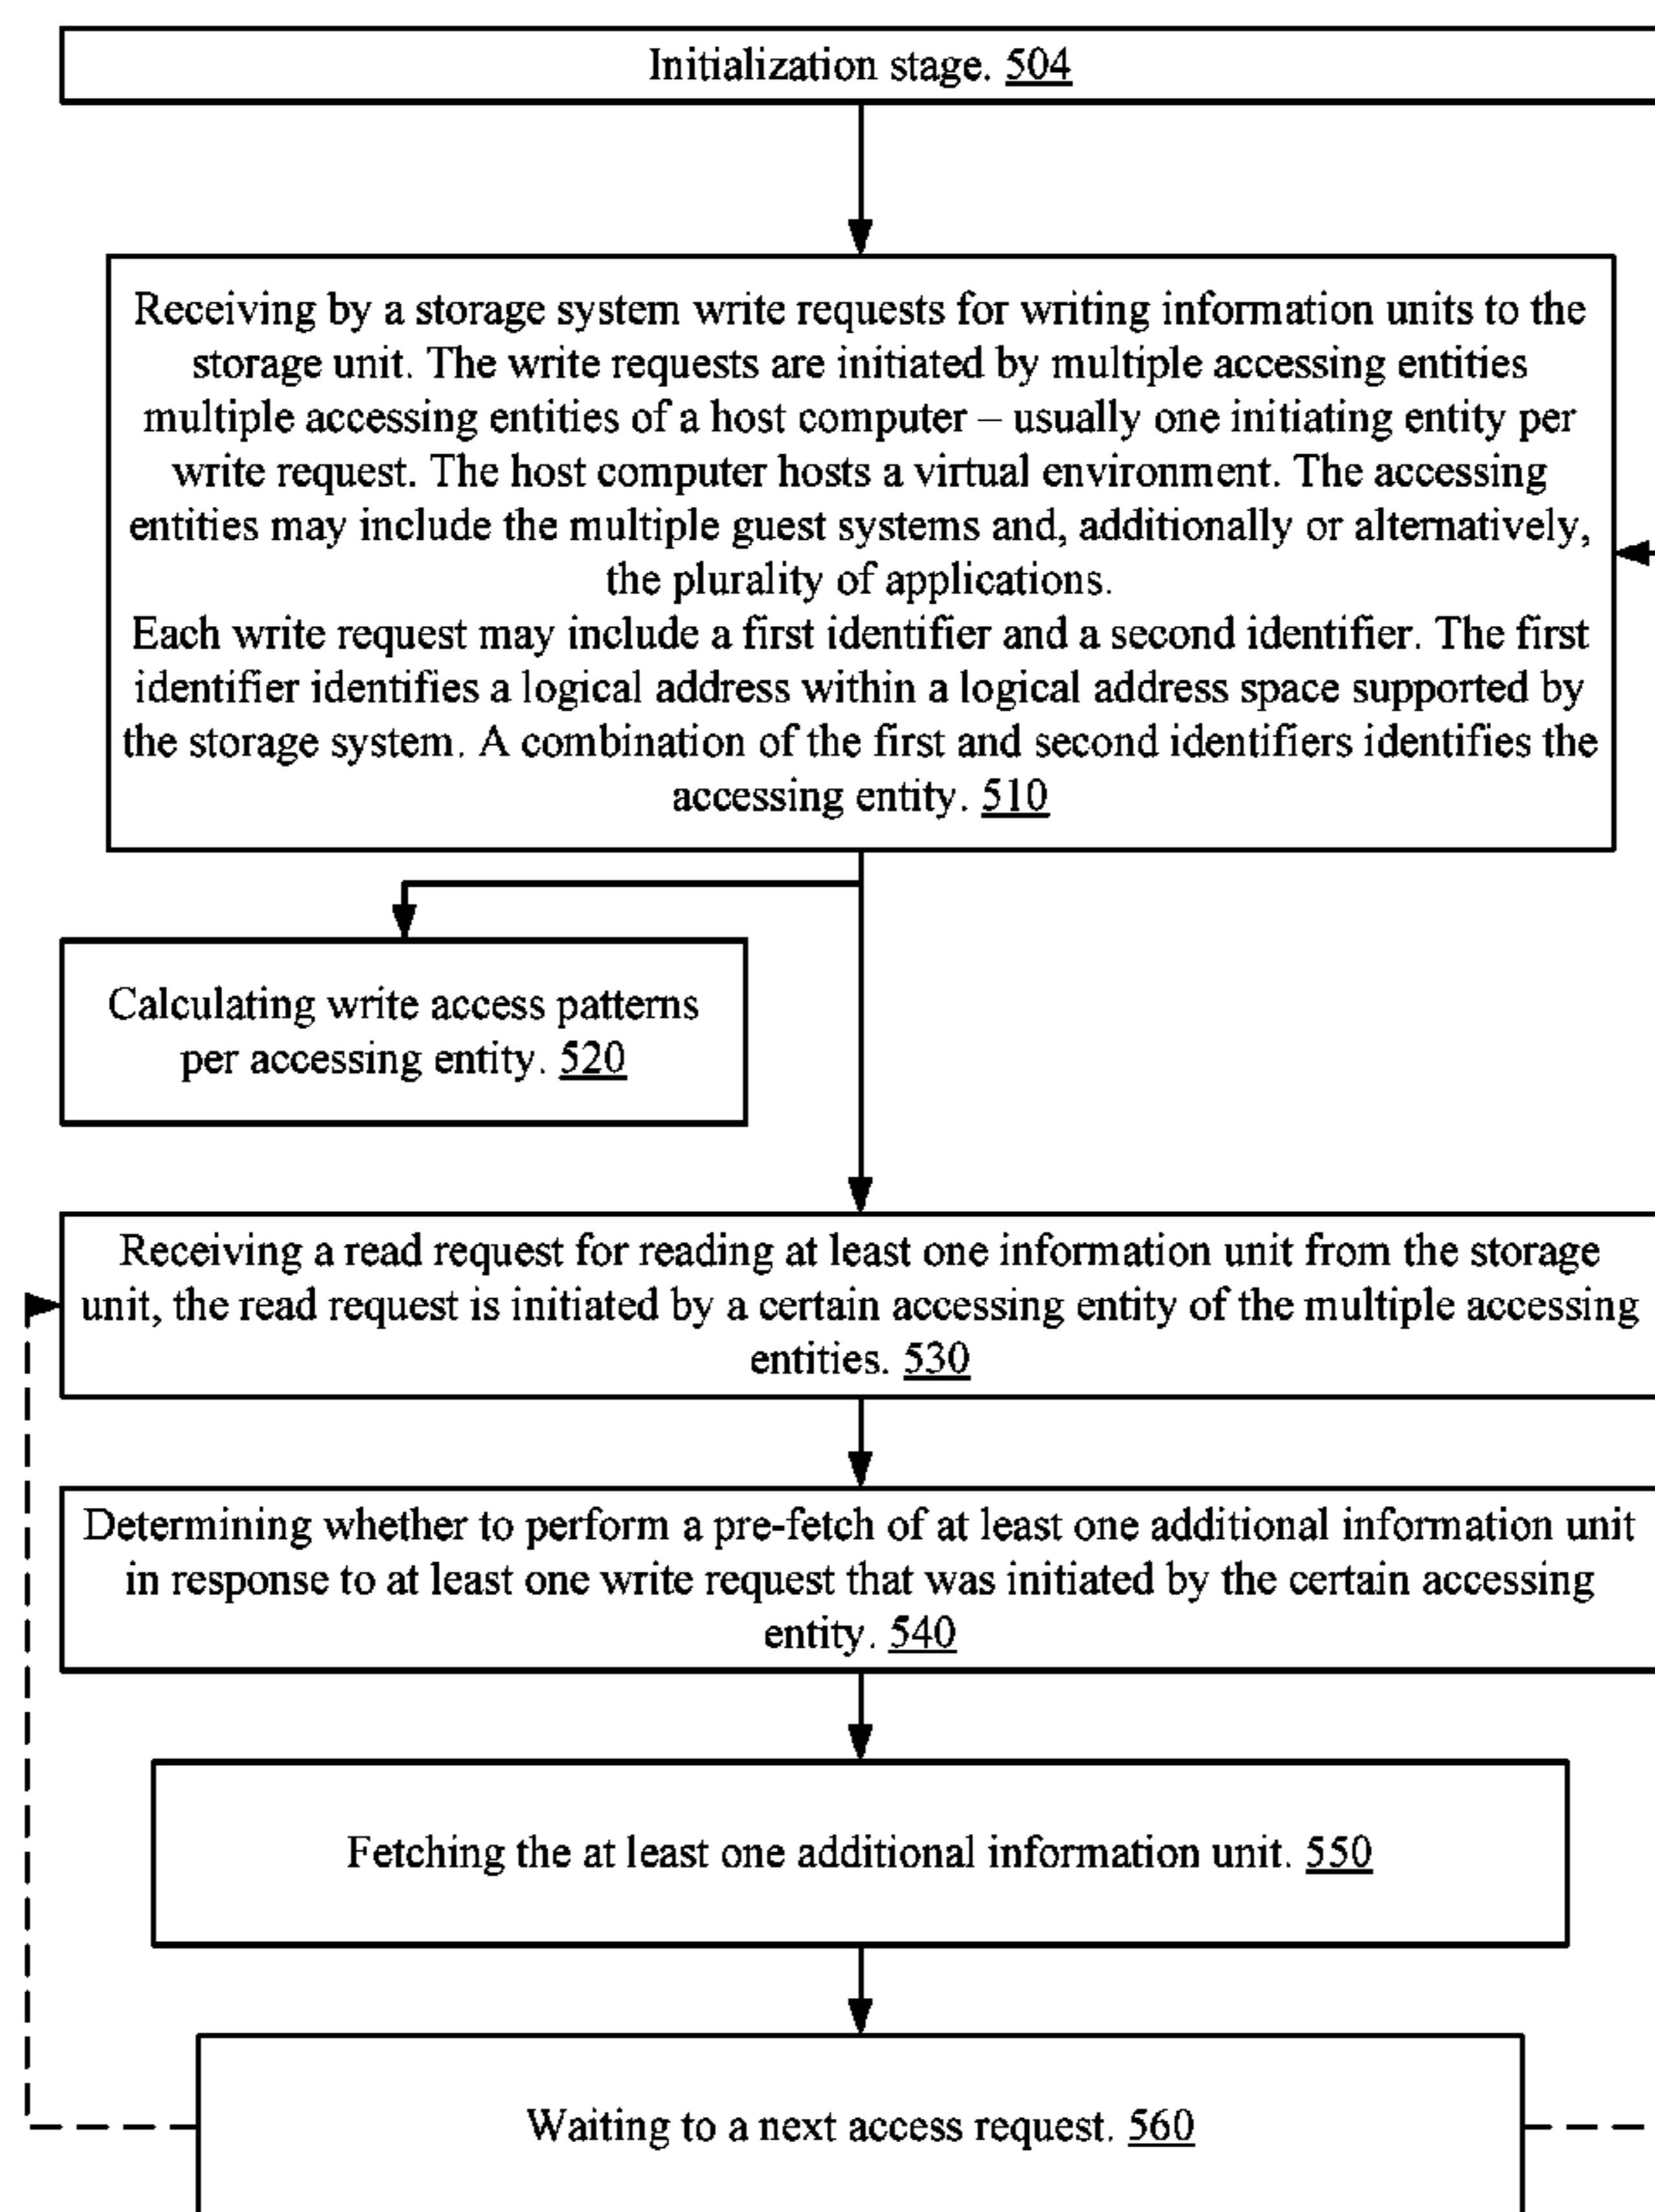 Initialization stage. 504
Receiving by a storage system write requests for writing information units to the
storage unit. The write requests are initiated by multiple accessing entities
multiple accessing entities of a host computer – usually one initiating entity per
write request. The host computer hosts a virtual environment. The accessing
entities may include the multiple guest systems and, additionally or alternatively,
the plurality of applications.
Each write request may include a first identifier and a second identifier. The first
identifier identifies a logical address within a logical address space supported by
the storage system. A combination of the first and second identifiers identifies the
accessing entity. 510
Calculating write access patterns
per accessing entity. 520
Receiving a read request for reading at least one information unit from the storage
unit, the read request is initiated by a certain accessing entity of the multiple accessing
entities. 530
Determining whether to perform a pre-fetch of at least one additional information unit
in response to at least one write request that was initiated by the certain accessing
entity. 540
Fetching the at least one additional information unit. 550
Waiting to a next access request. 560